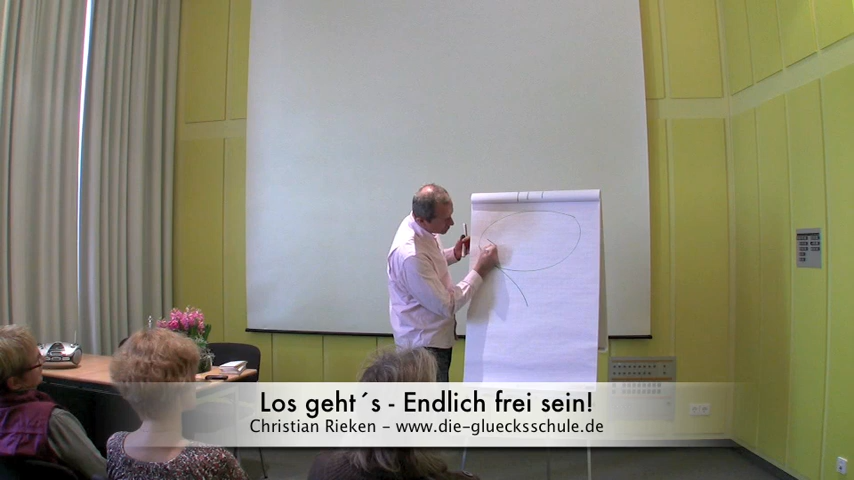 Los geht´s - Endlich frei sein!
Christian Rieken – www.die-gluecksschule.de